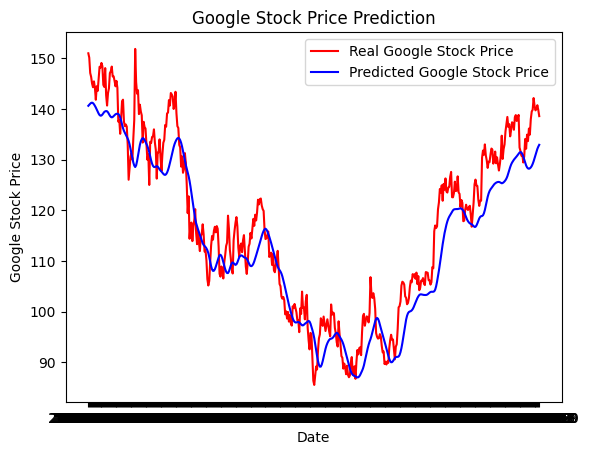 Google Stock Price Prediction
Real Google Stock Price
Predicted Google Stock Price
150
140
130
120
110
100
90
Google Stock Price
Date